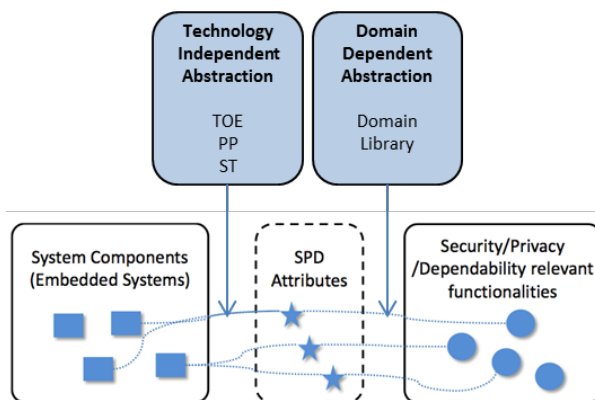 Technology
Independent
Abstraction
TOE
PP
ST
Domain
Dependent
Abstraction
Domain
Library
System Components
(Embedded Systems)
SPD
Attributes
Security/Privacy
/Dependability relevant
functionalities